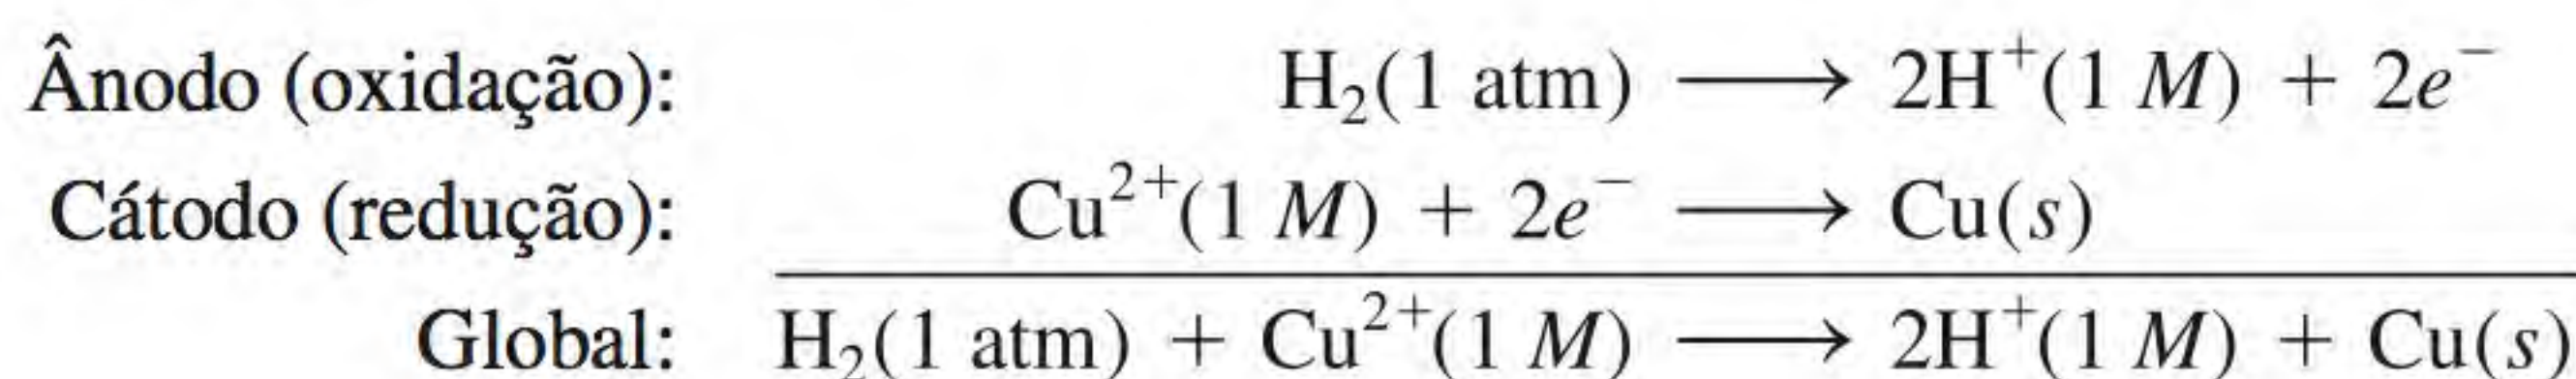 Ânodo (oxidação): H₂(1 atm) ⟶ 2H⁺(1 M) + 2e⁻
Cátodo (redução): Cu²⁺(1 M) + 2e⁻ ⟶ Cu(s)
Global: H₂(1 atm) + Cu²⁺(1 M) ⟶ 2H⁺(1 M) + Cu(s)